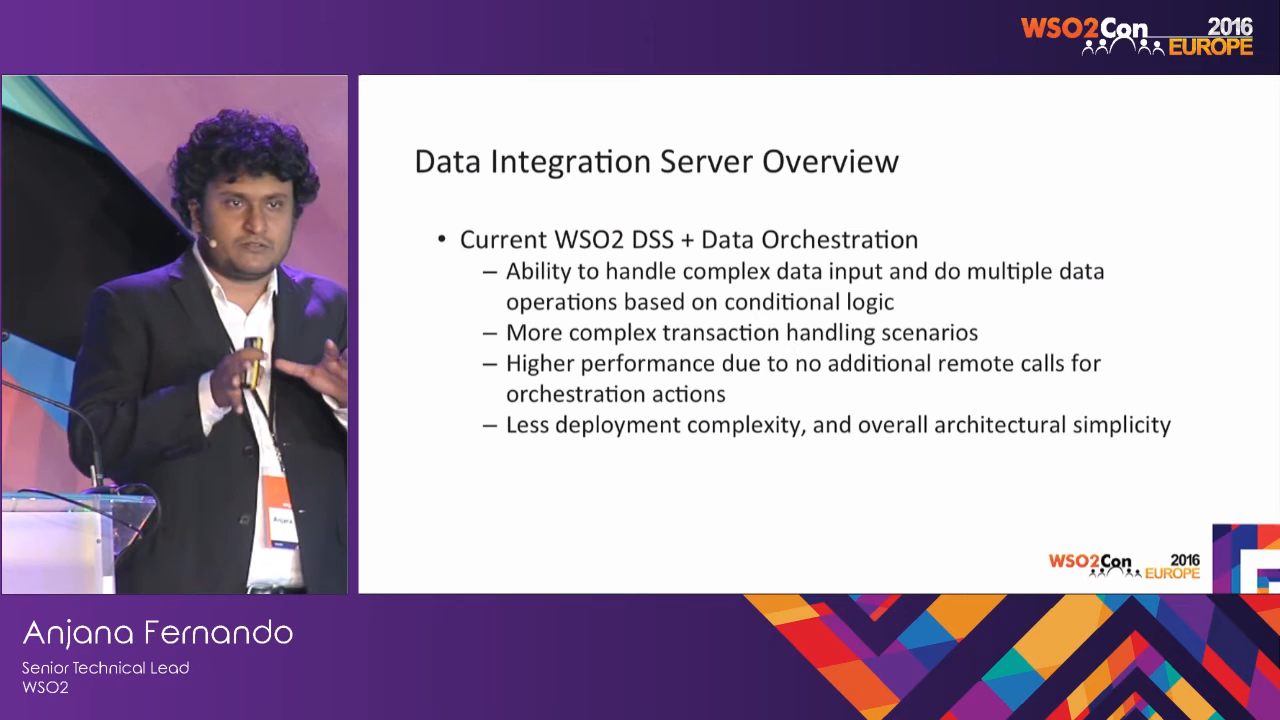 WSO2Con 2016
EUROPE
Data Integration Server Overview
• Current WSO2 DSS + Data Orchestration
– Ability to handle complex data input and do multiple data
operations based on conditional logic
– More complex transaction handling scenarios
– Higher performance due to no additional remote calls for
orchestration actions
– Less deployment complexity, and overall architectural simplicity
Anjana
WSO2Con 2016
EUROPE
Anjana Fernando
Senior Technical Lead
WSO2